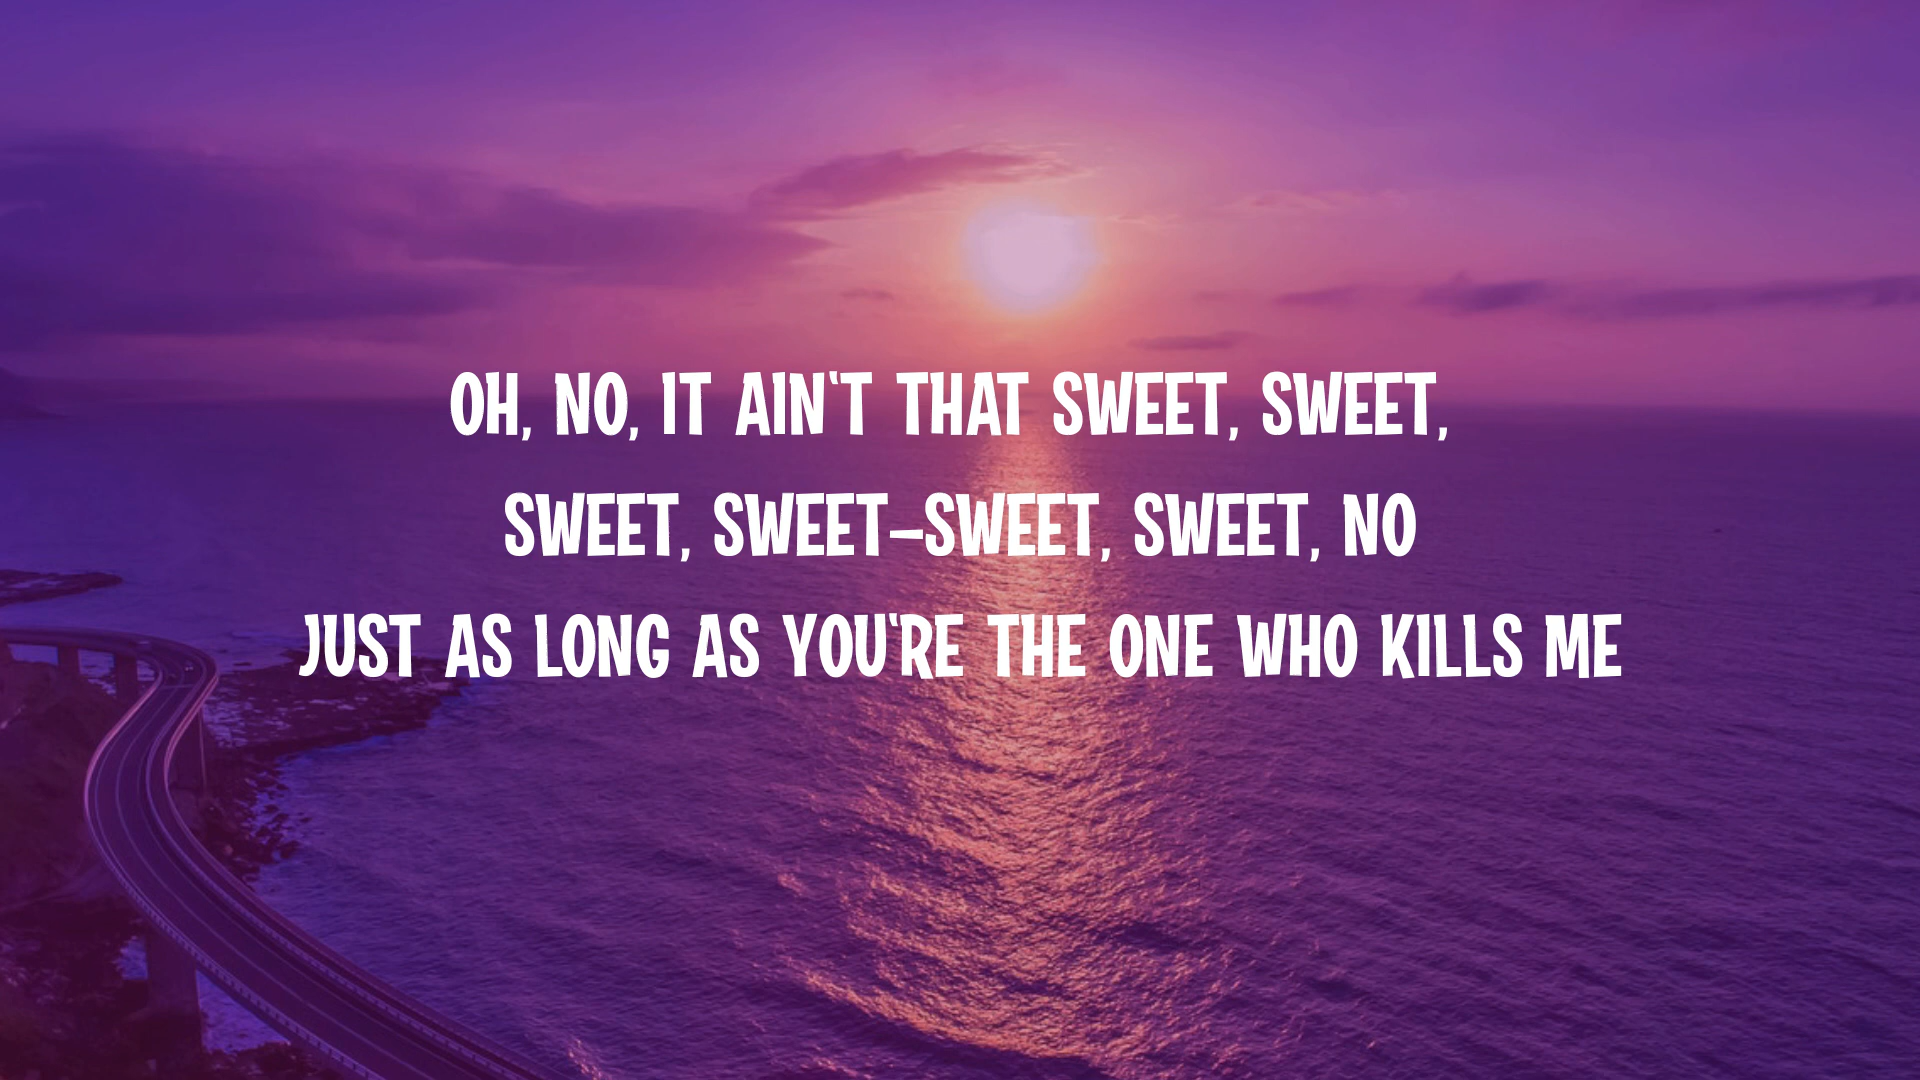 OH, NO, IT AIN'T THAT SWEET, SWEET,
SWEET, SWEET-SWEET, SWEET, NO
JUST AS LONG AS YOU'RE THE ONE WHO KILLS ME